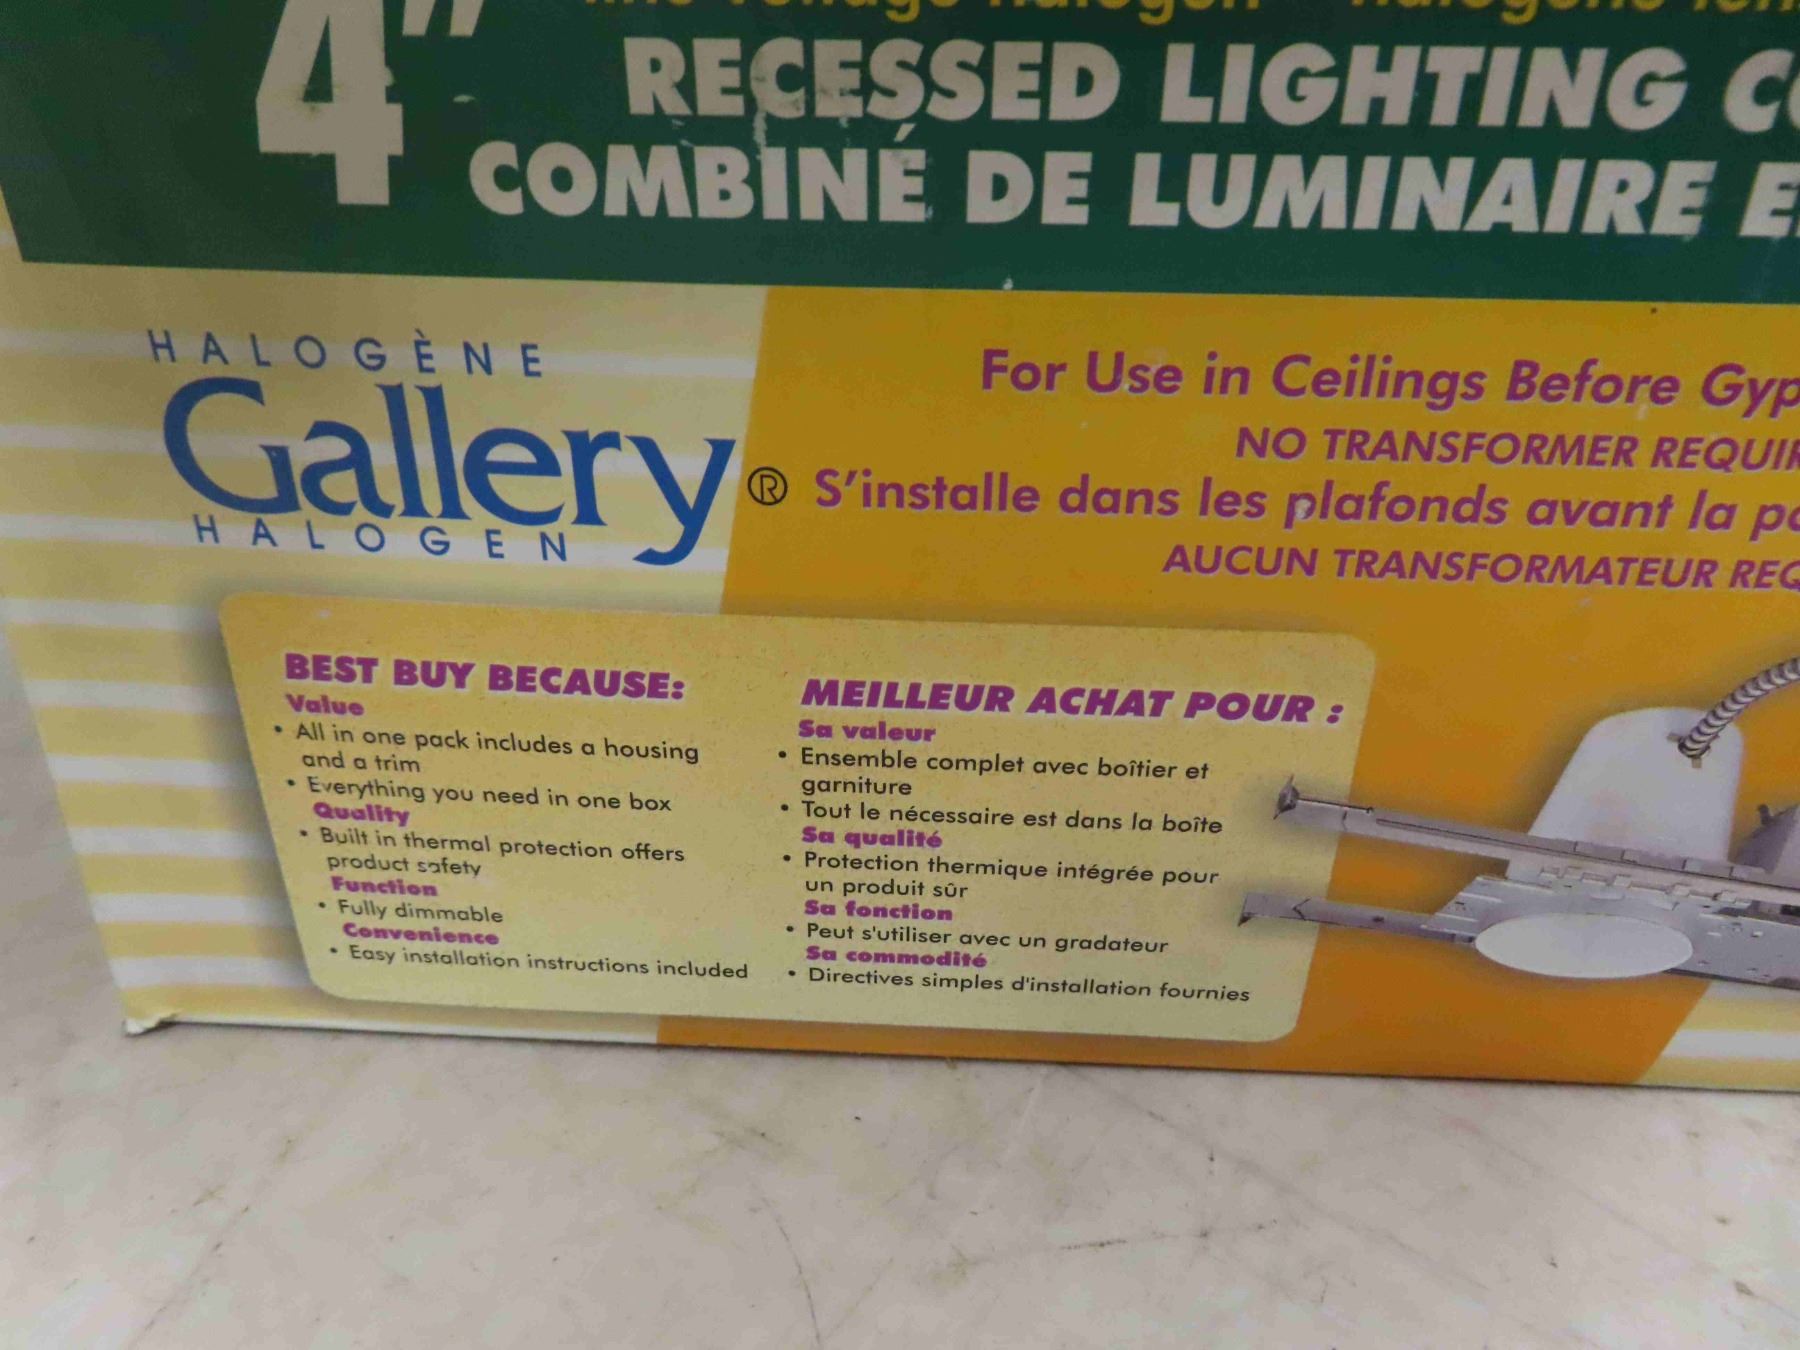 4"
RECESSED LIGHTING
COMBINÉ DE LUMINAIRE
HALOGÈNE
Gallery®
HALOGEN
For Use in Ceilings Before
NO TRANSFORMER
S'installe dans les plafonds avant la
AUCUN TRANSFORMATEUR
BEST BUY BECAUSE:
Value
• All in one pack includes a housing
and a trim
• Everything you need in one box
Quality
• Built in thermal protection offers
product safety
Function
• Fully dimmable
Convenience
• Easy installation instructions included
MEILLEUR ACHAT POUR :
Sa valeur
• Ensemble complet avec boîtier et
garniture
• Tout le nécessaire est dans la boîte
Sa qualité
• Protection thermique intégrée pour
un produit sûr
Sa fonction
• Peut s'utiliser avec un gradateur
Sa commodité
• Directives simples d'installation fournies